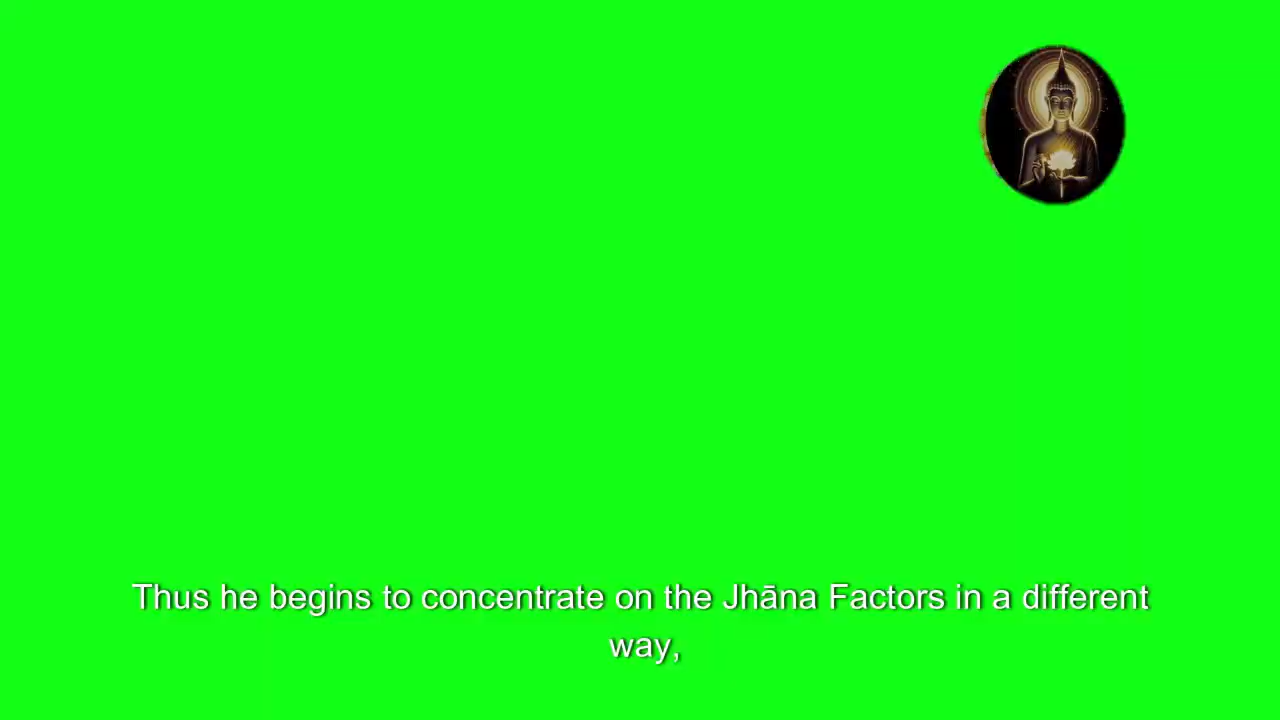 Thus he begins to concentrate on the Jhāna Factors in a different
way,